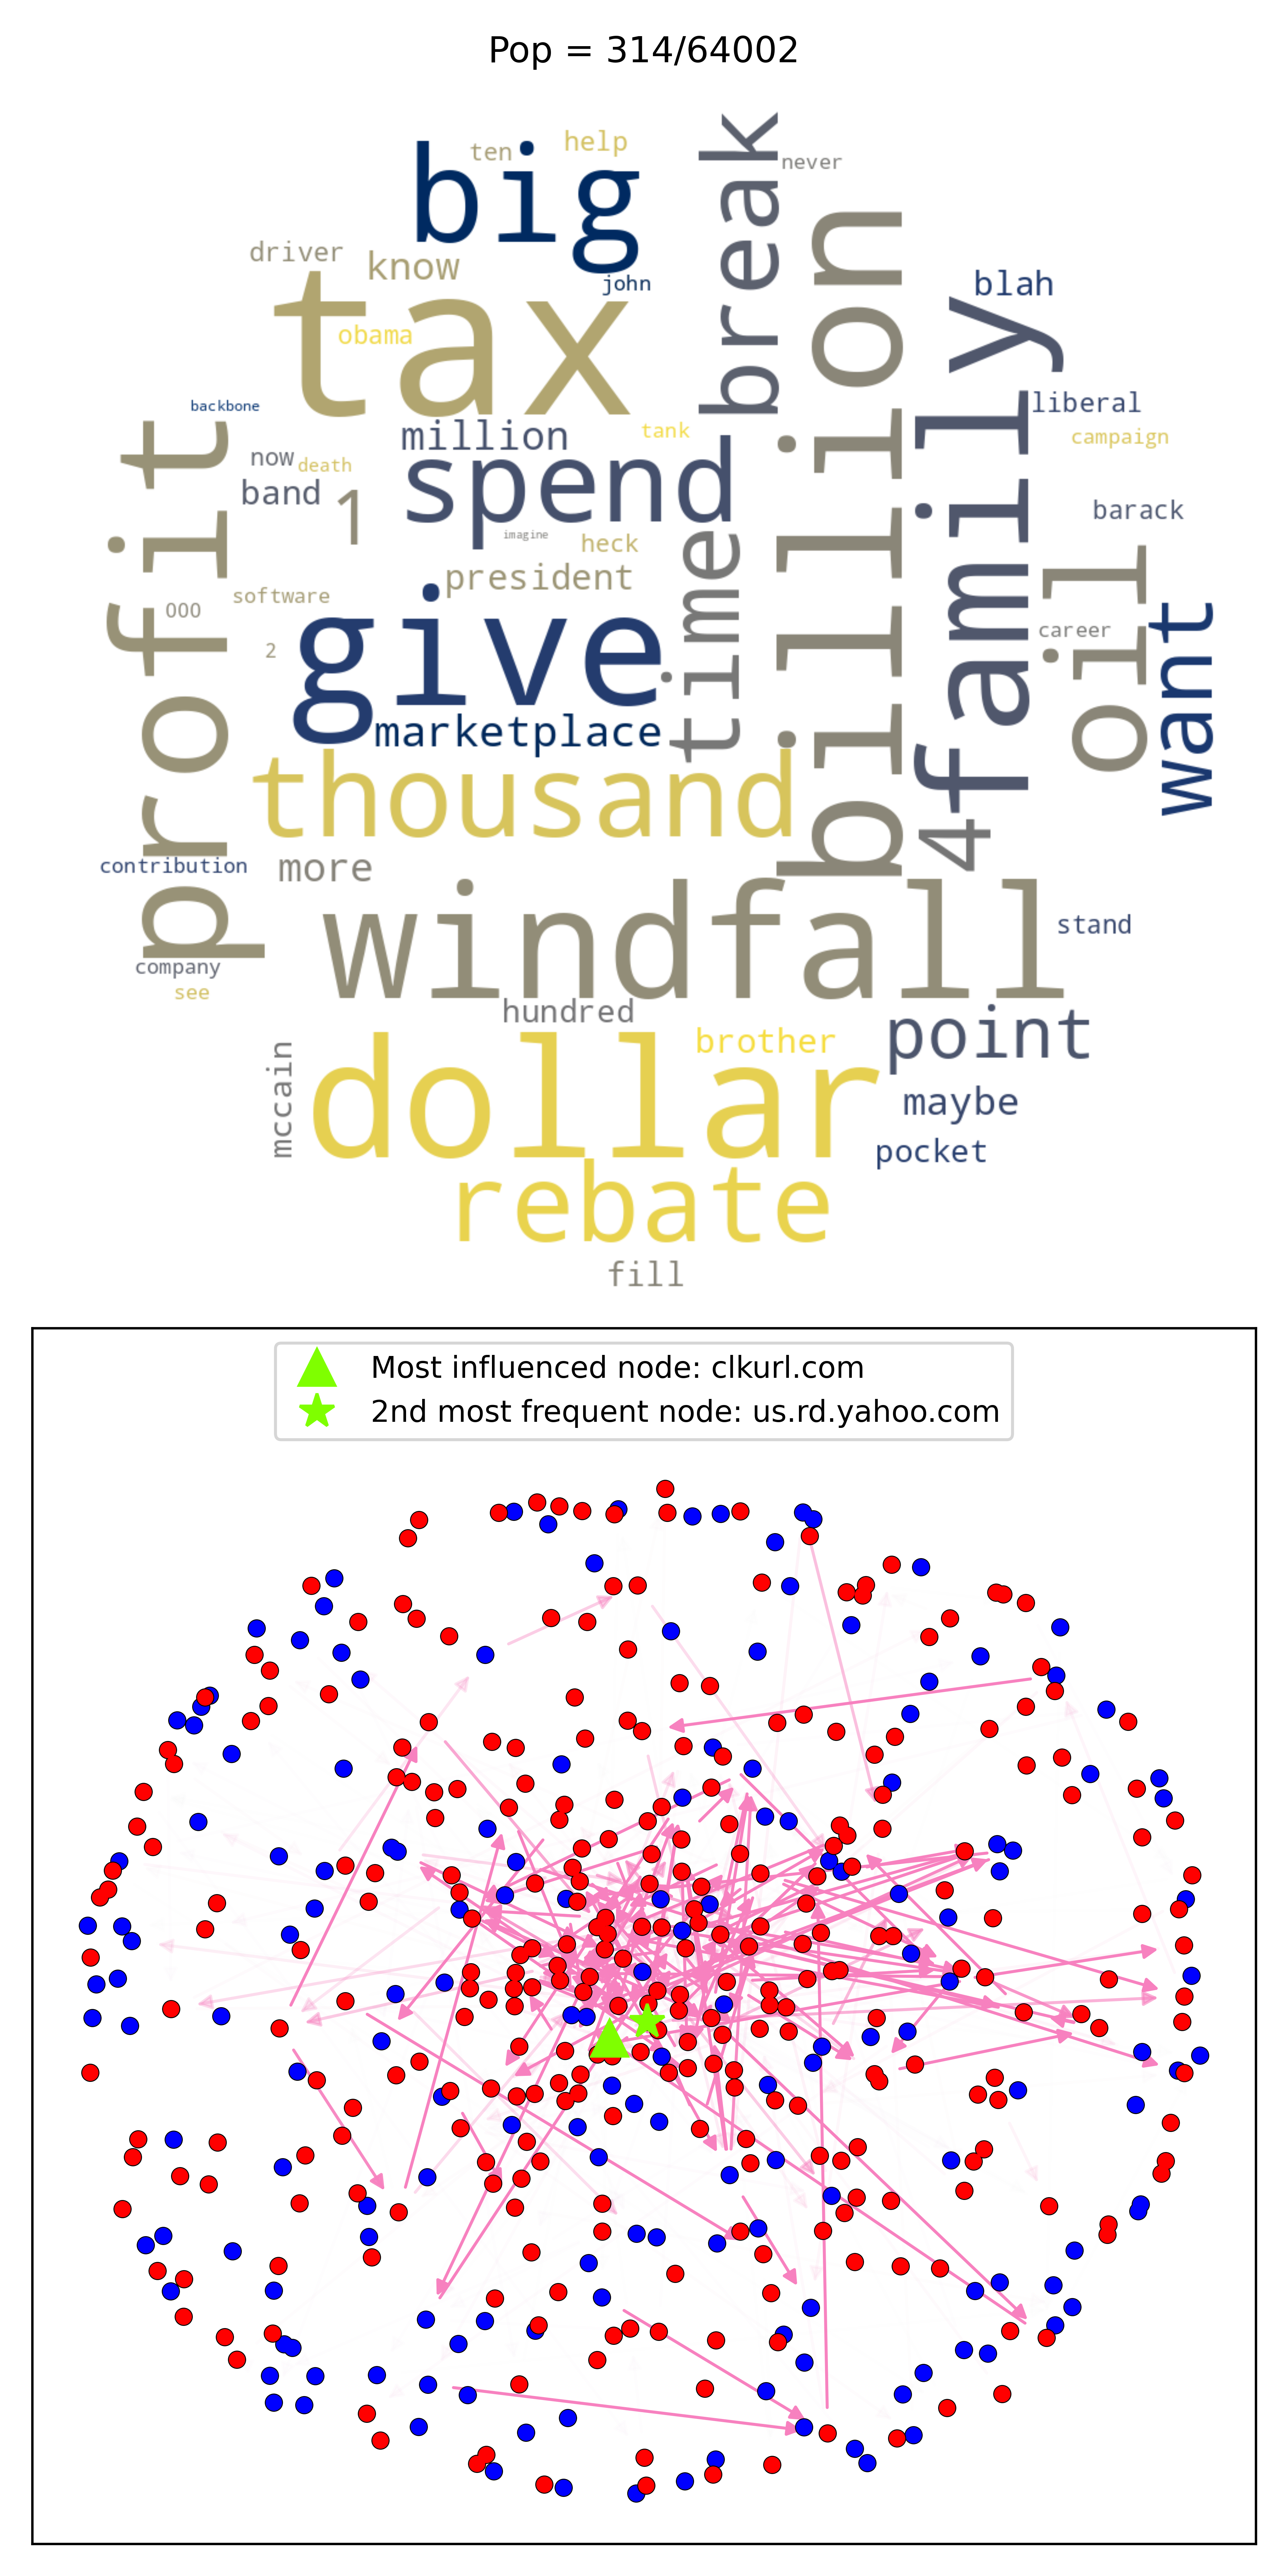 Pop = 314/64002
big
ten
help
break
never
driver
know
tax
john
obama
billion
family
blah
liberal
campaign
backbone
million
tank
profit
now
death
band
1
spend
imagine
heck
time
barack
oil
president
software
000
2
give
career
want
marketplace
thousand
4
contribution
more
windfall
stand
company
see
hundred
point
mccain
dollar
brother
maybe
pocket
rebate
fill
Most influenced node: clkurl.com
2nd most frequent node: us.rd.yahoo.com